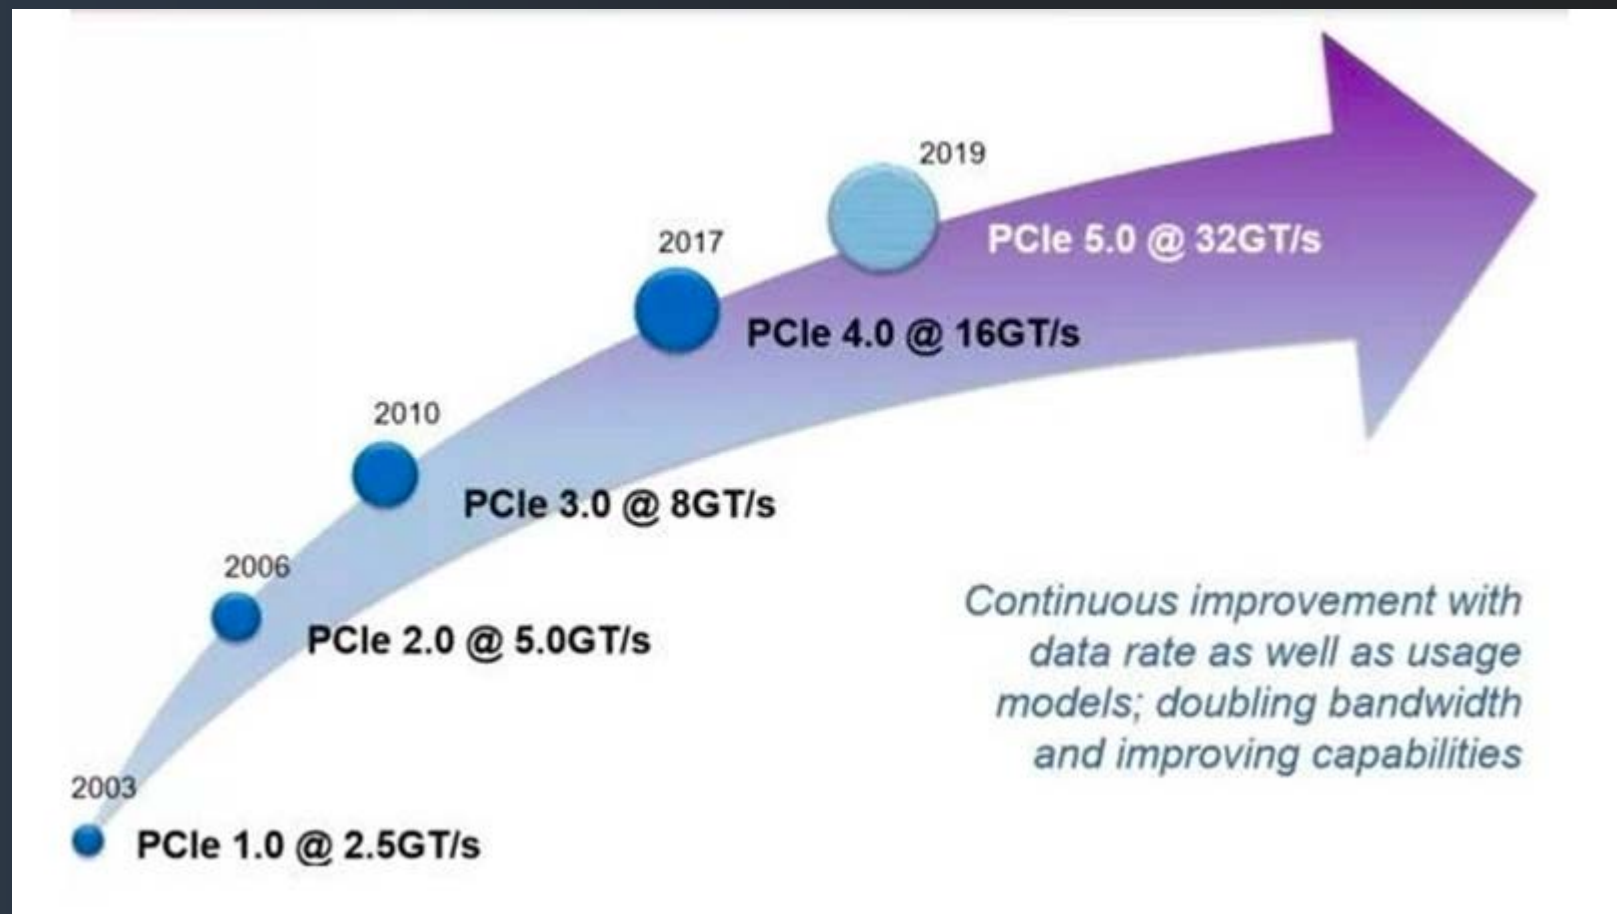 2019
PCIe 5.0 @ 32GT/s
2017
PCIe 4.0 @ 16GT/s
2010
PCIe 3.0 @ 8GT/s
2006
PCIe 2.0 @ 5.0GT/s
2003
PCIe 1.0 @ 2.5GT/s
Continuous improvement with
data rate as well as usage
models; doubling bandwidth
and improving capabilities